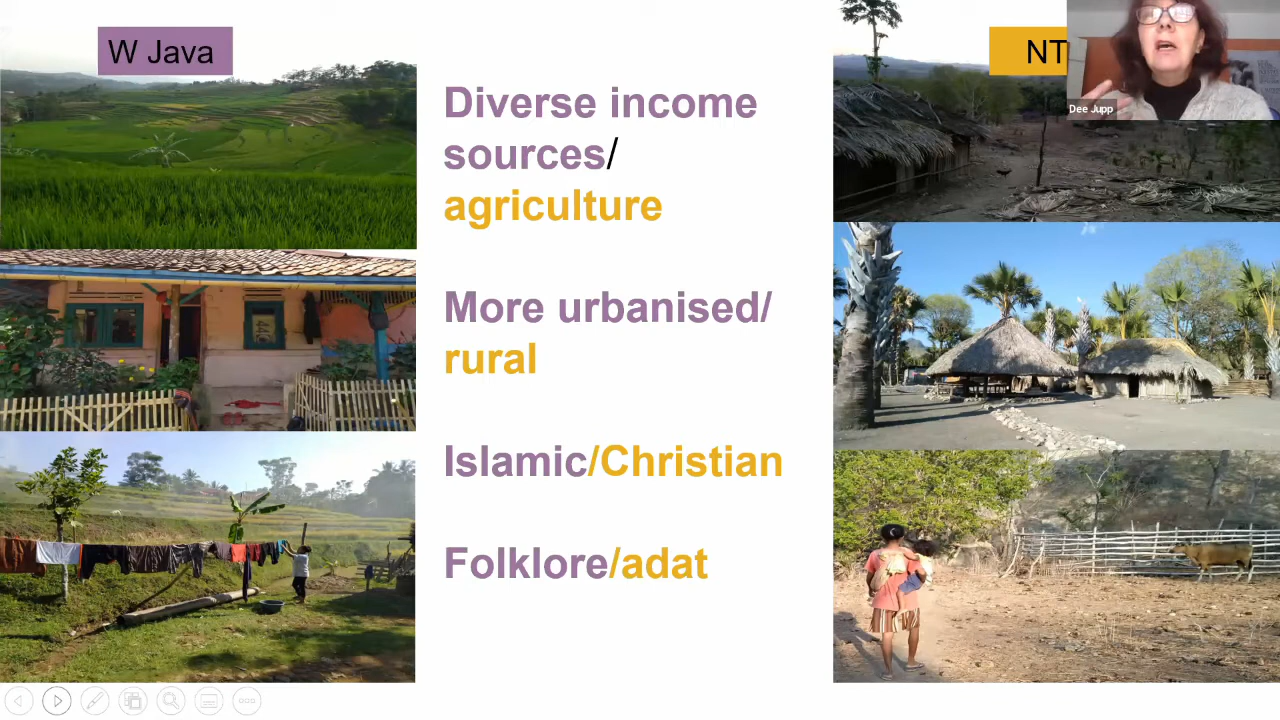 W Java
NT
Dee Jupp
Diverse income
sources/
agriculture
More urbanised/
rural
Islamic/Christian
Folklore/adat